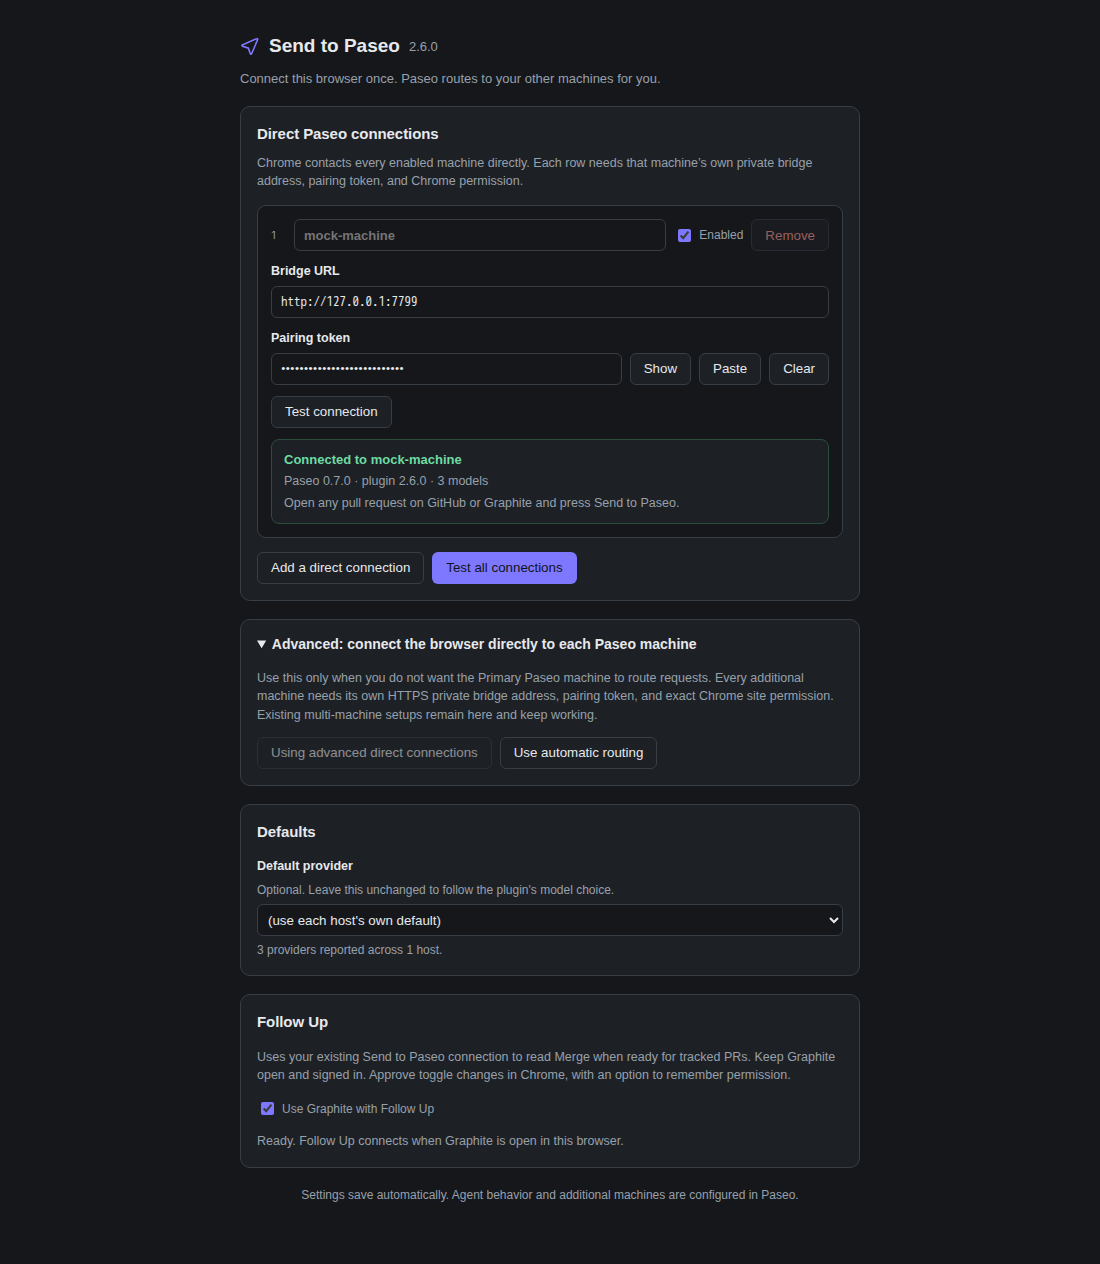 Send to Paseo 2.6.0
Connect this browser once. Paseo routes to your other machines for you.
Direct Paseo connections
Chrome contacts every enabled machine directly. Each row needs that machine's own private bridge
address, pairing token, and Chrome permission.
1 mock-machine Enabled Remove
Bridge URL
http://127.0.0.1:7799
Pairing token
••••••••••••••••••••••••••• Show Paste Clear
Test connection
Connected to mock-machine
Paseo 0.7.0 · plugin 2.6.0 · 3 models
Open any pull request on GitHub or Graphite and press Send to Paseo.
Add a direct connection Test all connections
▼ Advanced: connect the browser directly to each Paseo machine
Use this only when you do not want the Primary Paseo machine to route requests. Every additional
machine needs its own HTTPS private bridge address, pairing token, and exact Chrome site permission.
Existing multi-machine setups remain here and keep working.
Using advanced direct connections Use automatic routing
Defaults
Default provider
Optional. Leave this unchanged to follow the plugin's model choice.
(use each host's own default)
3 providers reported across 1 host.
Follow Up
Uses your existing Send to Paseo connection to read Merge when ready for tracked PRs. Keep Graphite
open and signed in. Approve toggle changes in Chrome, with an option to remember permission.
Use Graphite with Follow Up
Ready. Follow Up connects when Graphite is open in this browser.
Settings save automatically. Agent behavior and additional machines are configured in Paseo.